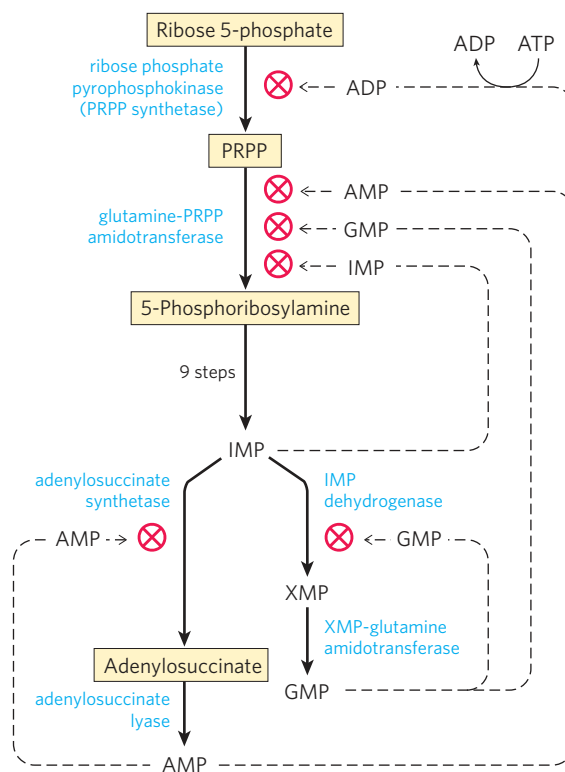 Ribose 5-phosphate
ADP ATP
ribose phosphate
pyrophosphokinase
(PRPP synthetase)
ADP
PRPP
AMP
glutamine-PRPP
amidotransferase
GMP
IMP
5-Phosphoribosylamine
9 steps
IMP
adenylosuccinate
synthetase
IMP
dehydrogenase
AMP
GMP
XMP
XMP-glutamine
amidotransferase
Adenylosuccinate
GMP
adenylosuccinate
lyase
AMP